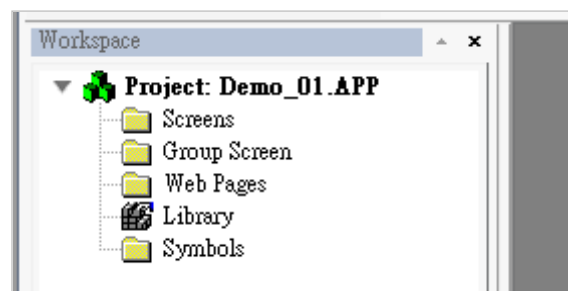 Workspace
Project: Demo_01.APP
Screens
Group Screen
Web Pages
Library
Symbols